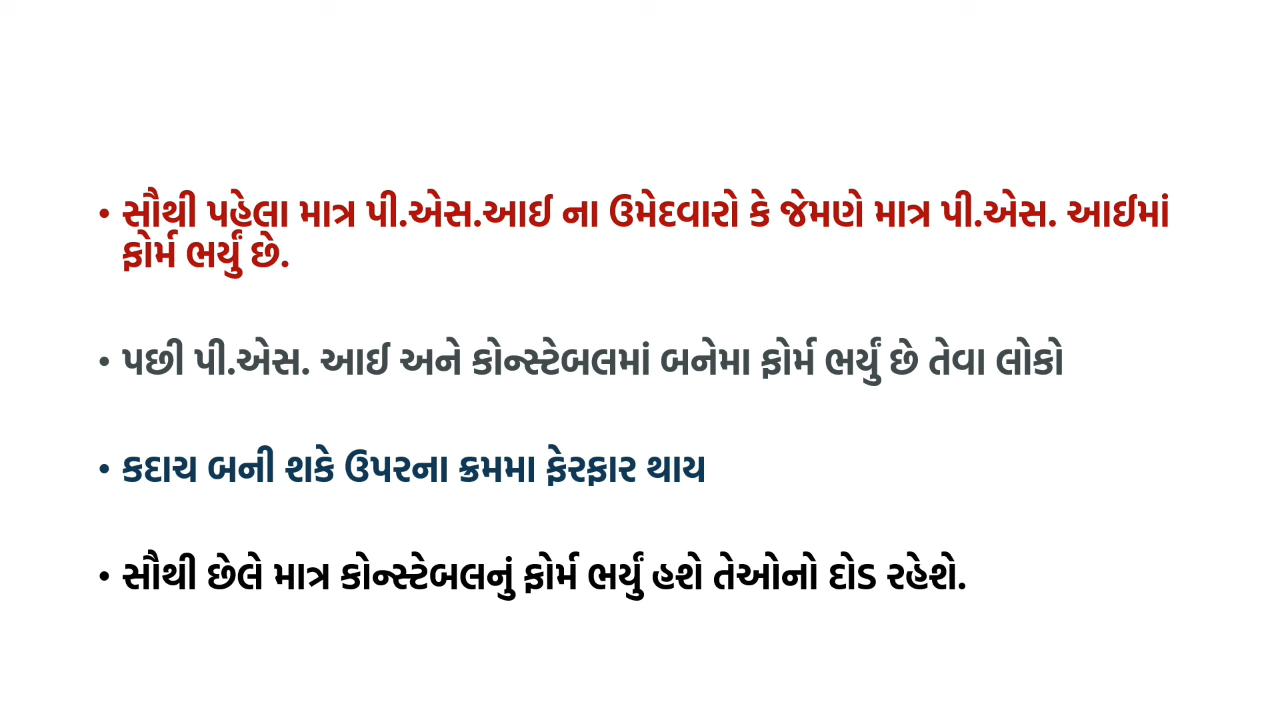 • સૌથી પહેલા માત્ર પી.એસ.આઈ ના ઉમેદવારો કે જેમણે માત્ર પી.એસ. આઈમાં
ફોર્મ ભર્યું છે.
• પછી પી.એસ. આઈ અને કોન્સ્ટેબલમાં બનેમા ફોર્મ ભર્યું છે તેવા લોકો
• કદાચ બની શકે ઉપરના ક્રમમા ફેરફાર થાય
• સૌથી છેલે માત્ર કોન્સ્ટેબલનું ફોર્મ ભર્યું હશે તેઓનો દોડ રહેશે.